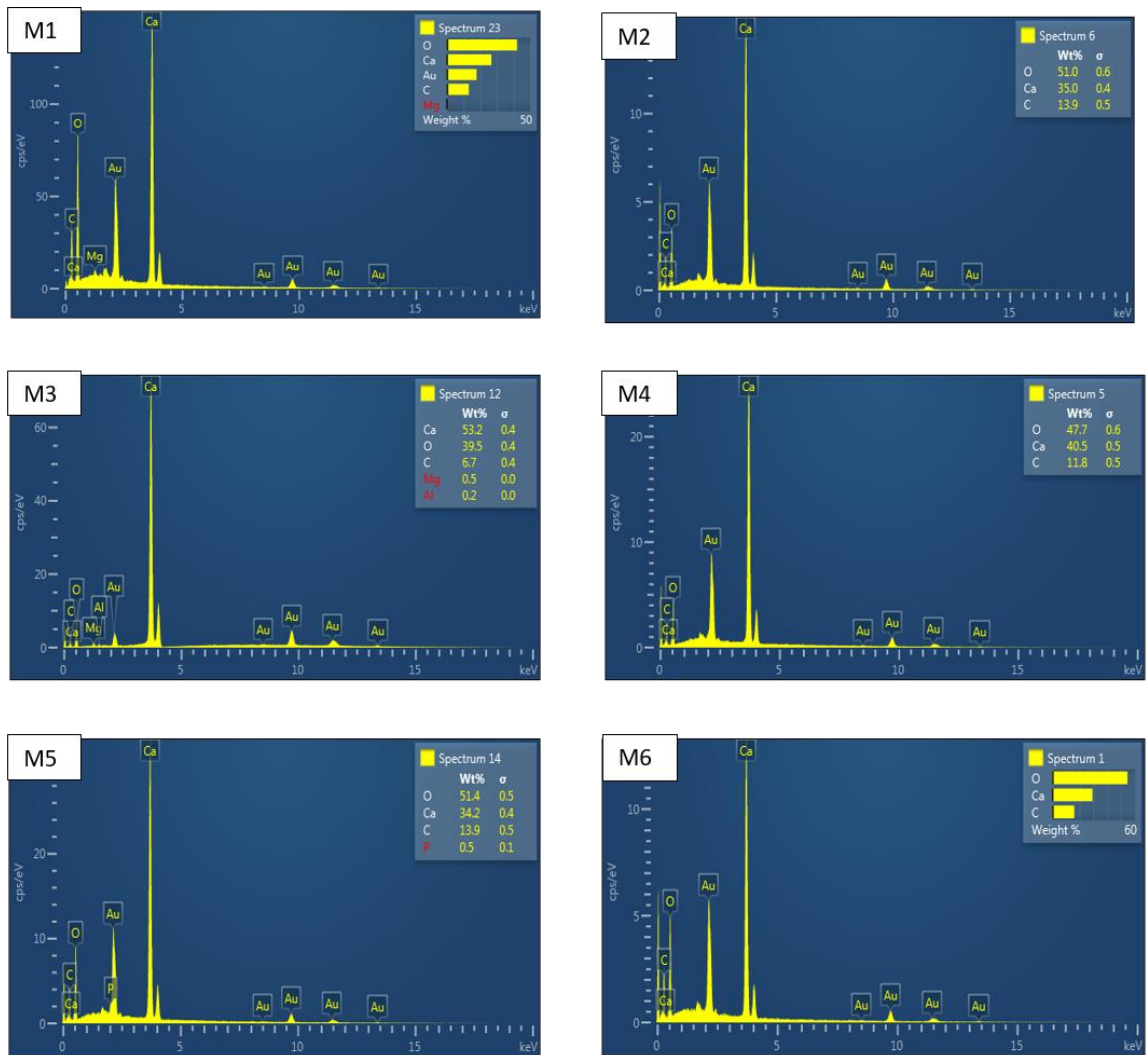 M1
Spectrum 23
O
Ca
Au
C
Mg
Weight % 50
Ca
O
Au
C
Ca
Mg
Au
Au
Au
Au
cps/eV
100
50
0
0 5 10 15 keV
M2
Spectrum 6
Wt% σ
O 51.0 0.6
Ca 35.0 0.4
C 13.9 0.5
Ca
Au
O
C
Ca
Au
Au
Au
Au
cps/eV
10
5
0
0 5 10 15 keV
M3
Spectrum 12
Wt% σ
Ca 53.2 0.4
O 39.5 0.4
C 6.7 0.4
Mg 0.5 0.0
Al 0.2 0.0
Ca
O
Au
C
Al
Ca
Mg
Au
Au
Au
Au
cps/eV
60
40
20
0
0 5 10 15 keV
M4
Spectrum 5
Wt% σ
O 47.7 0.6
Ca 40.5 0.5
C 11.8 0.5
Ca
Au
O
C
Ca
Au
Au
Au
Au
cps/eV
20
10
0
0 5 10 15 keV
M5
Spectrum 14
Wt% σ
O 51.4 0.5
Ca 34.2 0.4
C 13.9 0.5
P 0.5 0.1
Ca
Au
O
C
P
Ca
Au
Au
Au
Au
cps/eV
20
10
0
0 5 10 15 keV
M6
Spectrum 1
O
Ca
C
Weight % 60
Ca
Au
O
C
Ca
Au
Au
Au
Au
cps/eV
10
5
0
0 5 10 15 keV